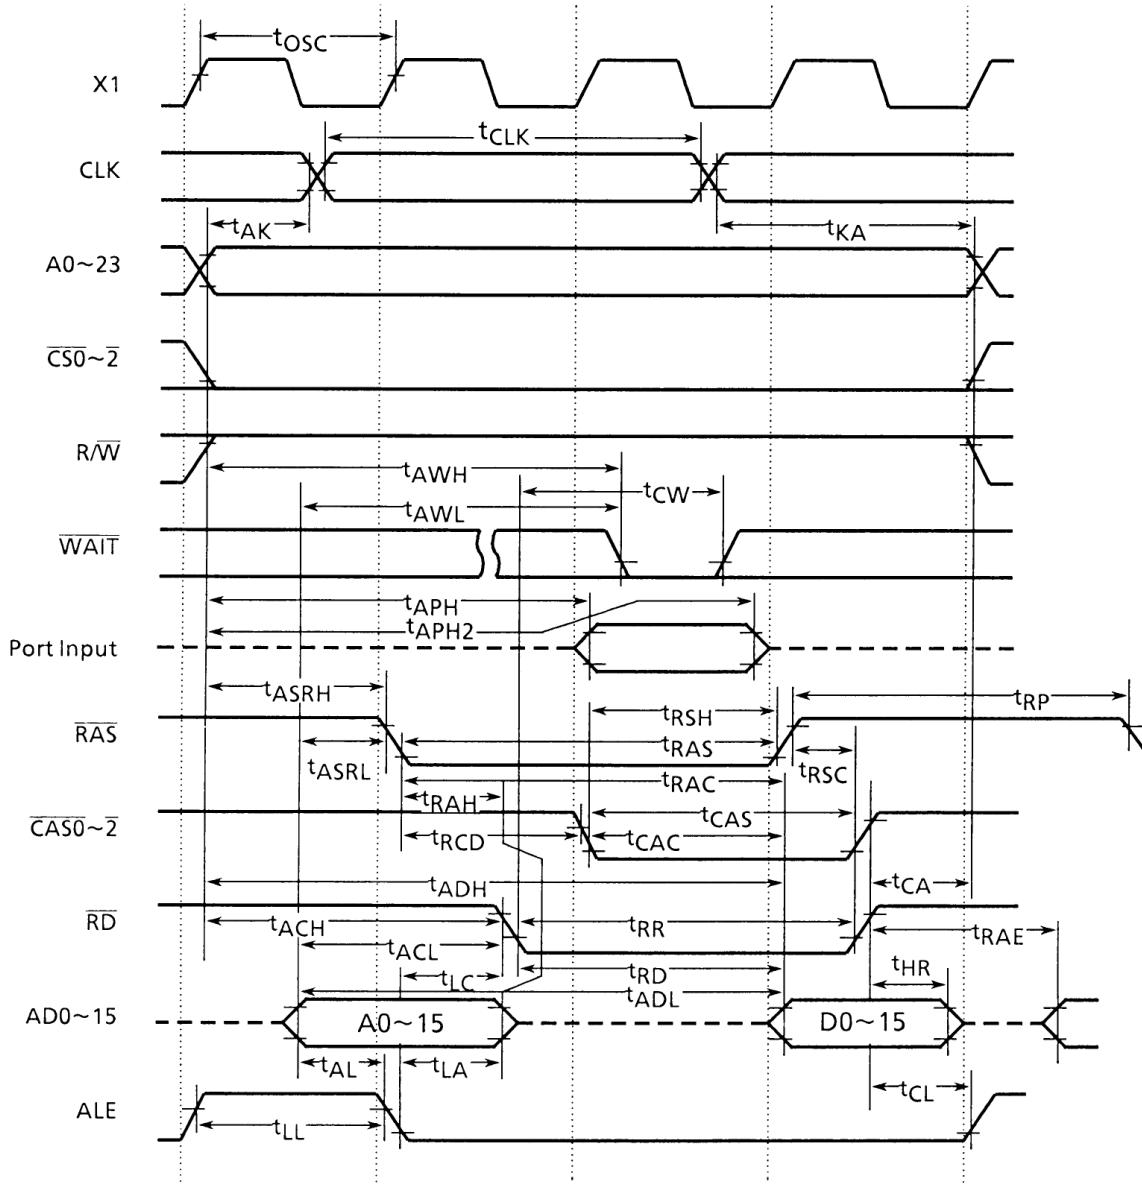 tOSC
X1
tCLK
CLK
tAK
tKA
A0~23
CS0~2
R/W
tAWH
tCW
tAWL
WAIT
tAPH
tAPH2
Port Input
tASRH
tRSH
tRP
RAS
tRAS
tASRL
tRSC
tRAC
tRAH
tCAS
CAS0~2
tRCD
tCAC
tADH
tCA
RD
tACH
tRR
tRAE
tACL
tLC
tRD
tHR
tADL
AD0~15
A0~15
D0~15
tAL
tLA
tCL
ALE
tLL